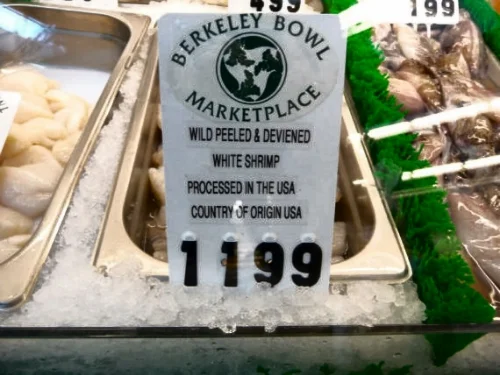 499
199
BERKELEY BOWL
MARKETPLACE
WILD PEELED & DEVIENED
WHITE SHRIMP
PROCESSED IN THE USA
COUNTRY OF ORIGIN USA
1199